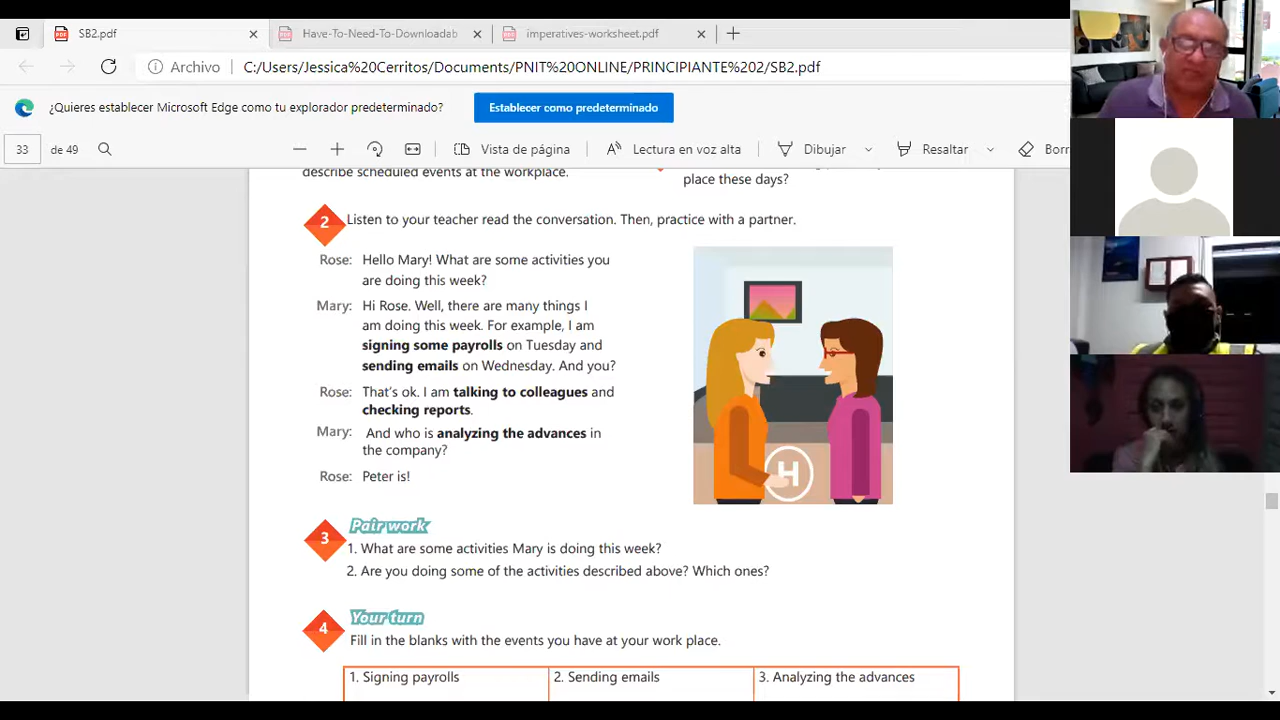 SB2.pdf
Have-To-Need-To-Downloadab
imperatives-worksheet.pdf
Archivo
C:/Users/Jessica%20Cerritos/Documents/PNIT%20ONLINE/PRINCIPIANTE%202/SB2.pdf
¿Quieres establecer Microsoft Edge como tu explorador predeterminado?
Establecer como predeterminado
33 de 49
Vista de página
Lectura en voz alta
Dibujar
Resaltar
Borr
describe scheduled events at the workplace.
place these days?
2 Listen to your teacher read the conversation. Then, practice with a partner.
Rose: Hello Mary! What are some activities you
are doing this week?
Mary: Hi Rose. Well, there are many things I
am doing this week. For example, I am
signing some payrolls on Tuesday and
sending emails on Wednesday. And you?
Rose: That's ok. I am talking to colleagues and
checking reports.
Mary: And who is analyzing the advances in
the company?
Rose: Peter is!
H
3 Pair work
1. What are some activities Mary is doing this week?
2. Are you doing some of the activities described above? Which ones?
4 Your turn
Fill in the blanks with the events you have at your work place.
1. Signing payrolls
2. Sending emails
3. Analyzing the advances